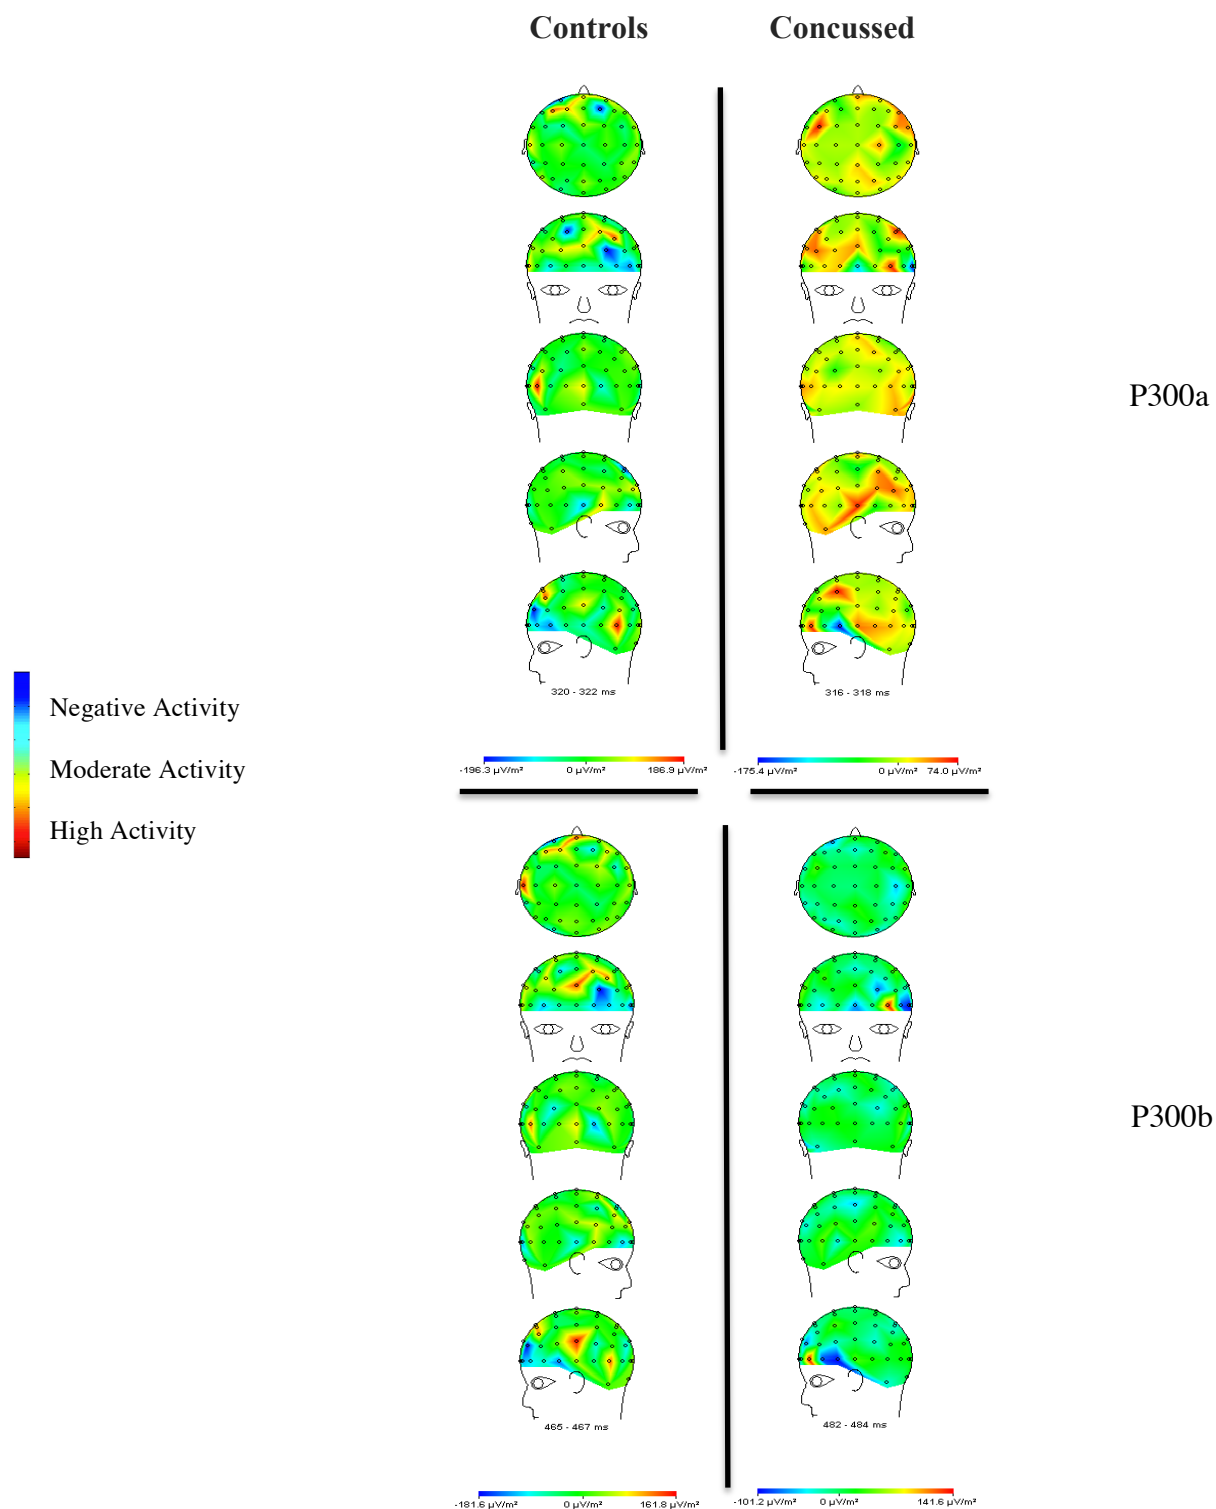 Controls
Concussed
P300a
320 - 322 ms
316 - 318 ms
Negative Activity
Moderate Activity
High Activity
-196.3 µV/m² 0 µV/m² 186.9 µV/m²
-175.4 µV/m² 0 µV/m² 74.0 µV/m²
P300b
465 - 467 ms
482 - 484 ms
-181.6 µV/m² 0 µV/m² 161.8 µV/m²
-101.2 µV/m² 0 µV/m² 141.6 µV/m²